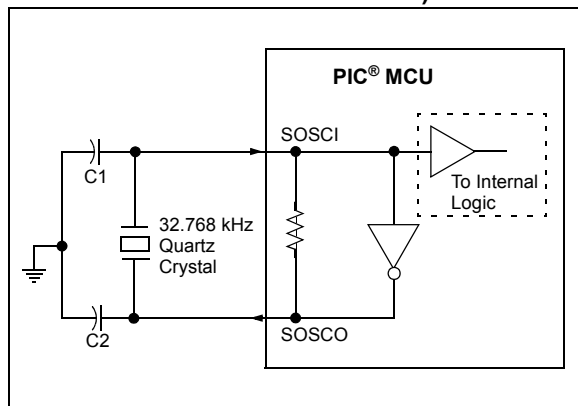 PIC® MCU
SOSCI
C1
To Internal
Logic
32.768 kHz
Quartz
Crystal
SOSCO
C2